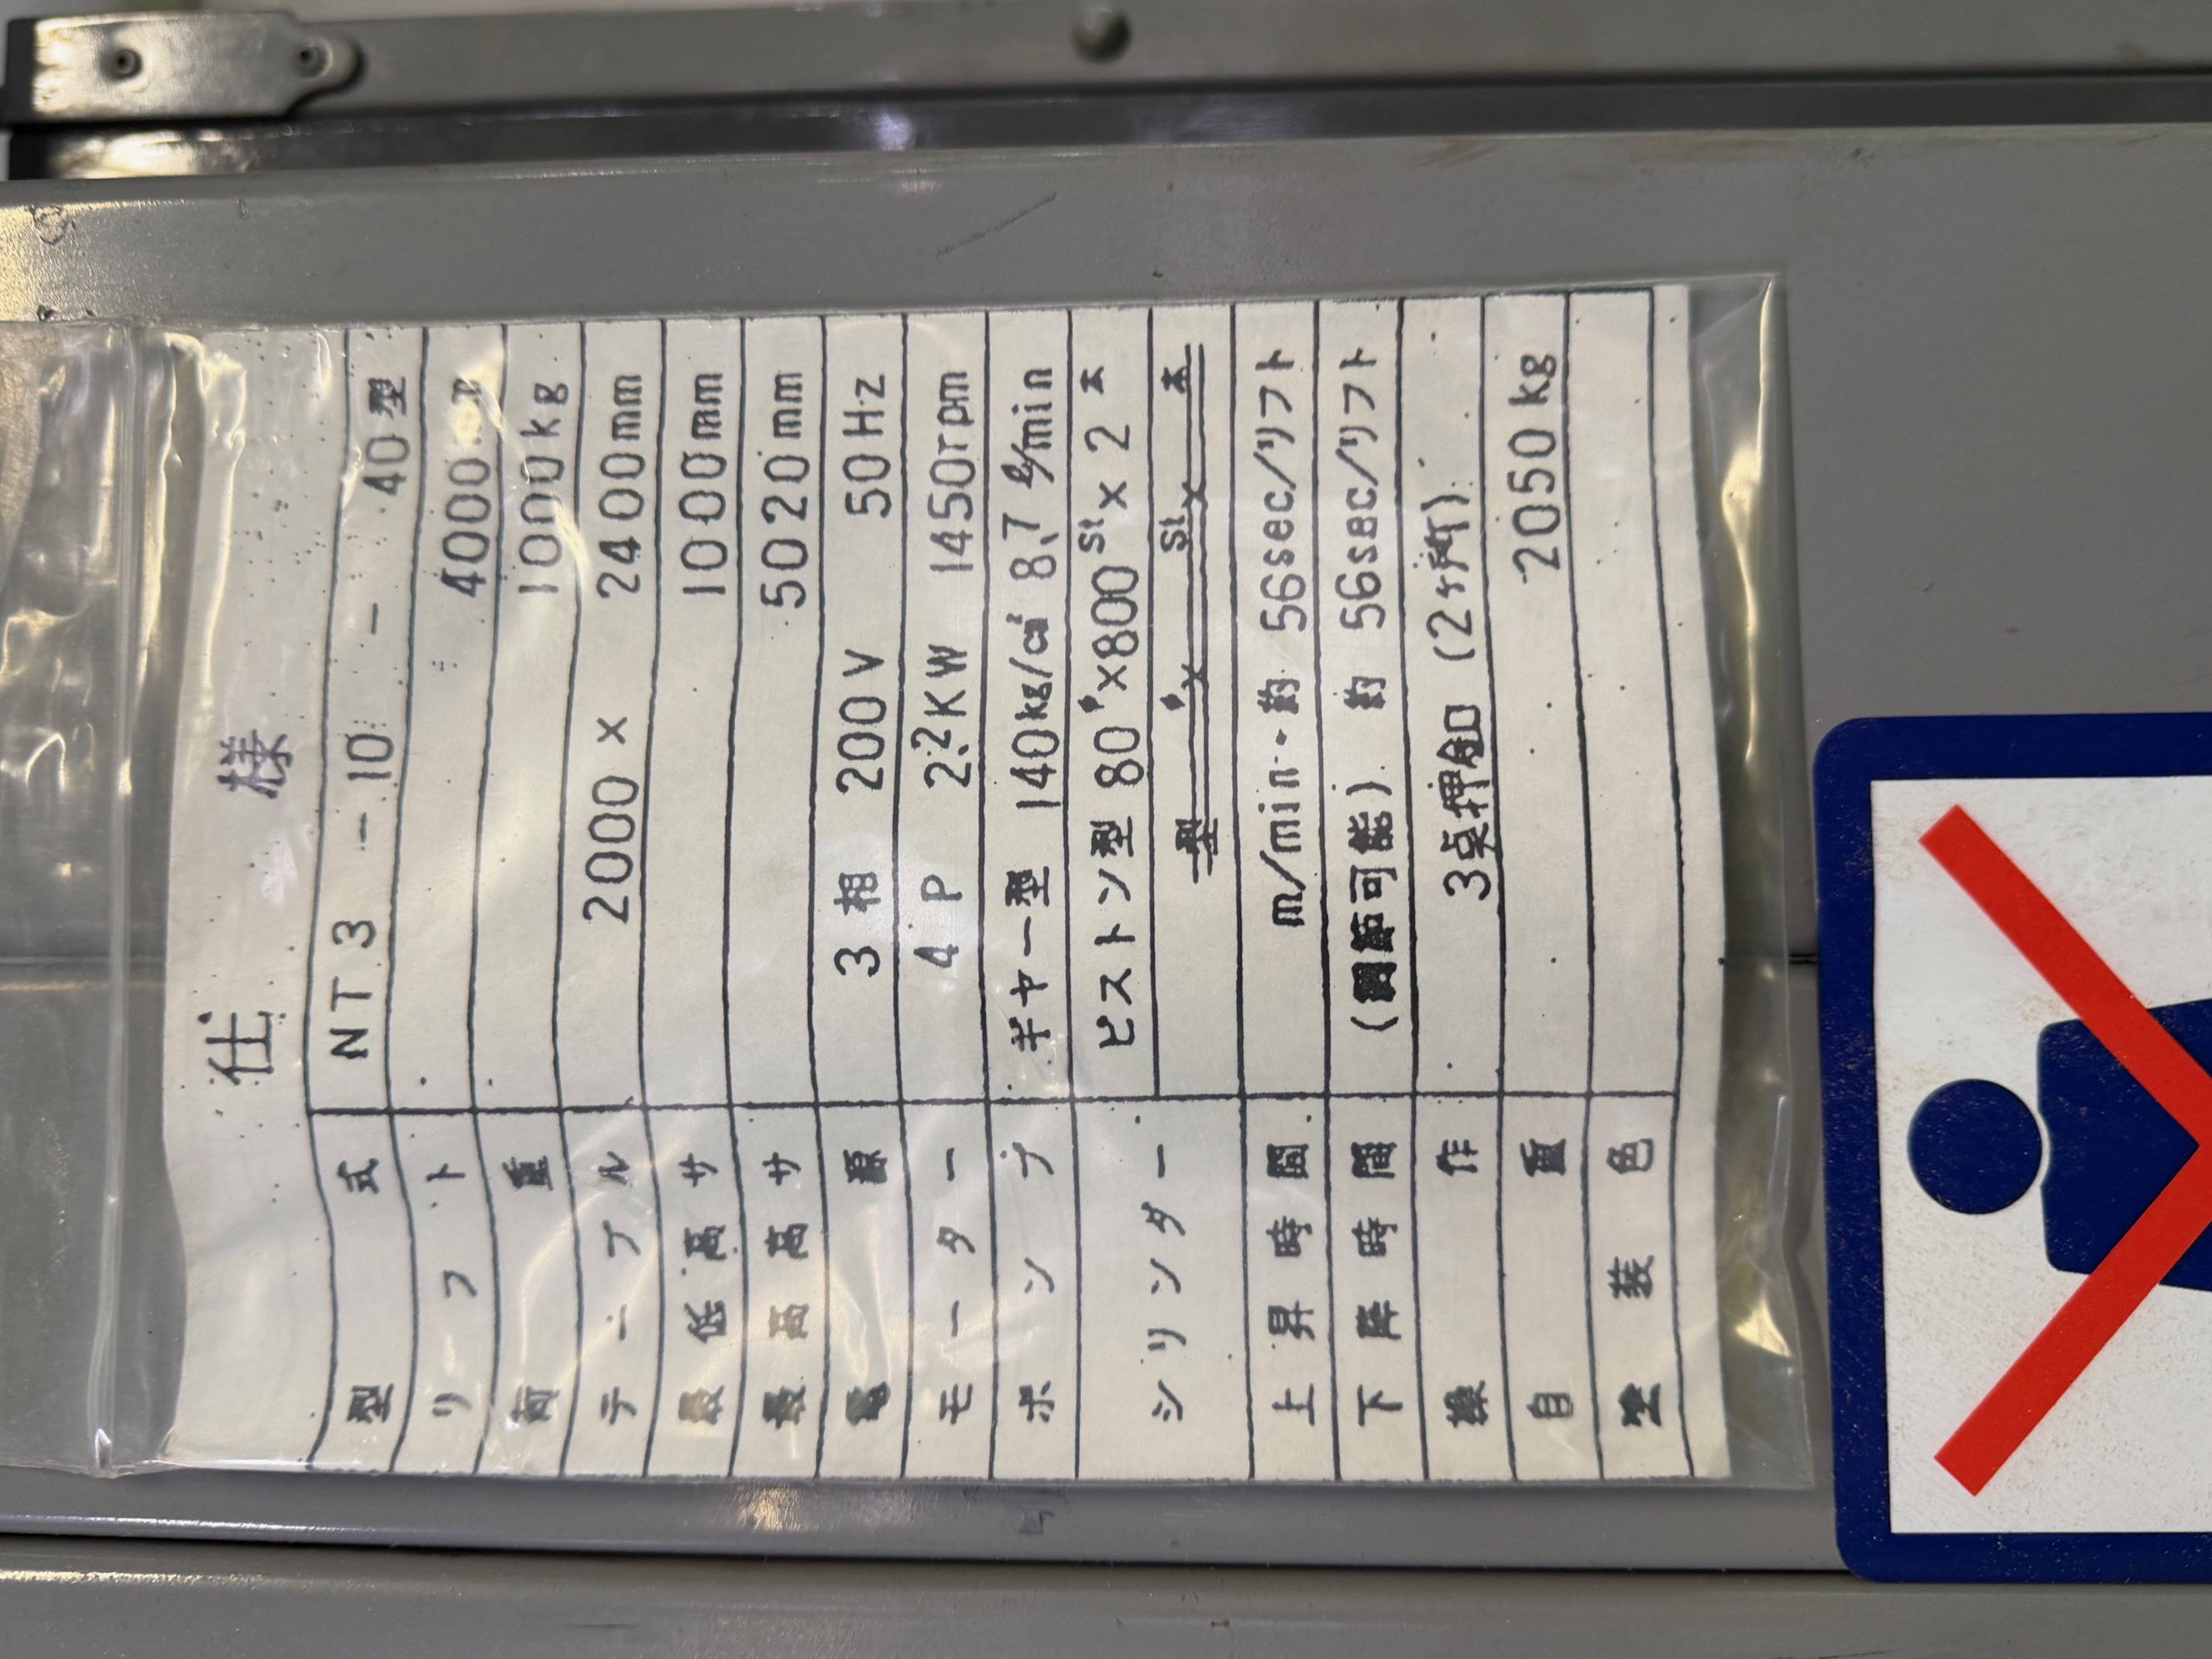 仕 様
型式 NT3-10-40型
リフト 4000mm
荷重 1000kg
テーブル 2000 × 2400mm
最低高サ 1000mm
最高高サ 5020mm
電源 3相 200V 50Hz
モーター 4P 2.2KW 1450rpm
ポンプ ギヤー型 140kg/cm² 8.7 ℓ/min
シリンダー ピストン型 80φ×800St×2本
型 φ× St× 本
上昇時間 m/min・約 56sec/リフト
下降時間 (調節可能) 約 56sec/リフト
操作 3点押釦 (2ヶ所)
自重 2050kg
塗装色